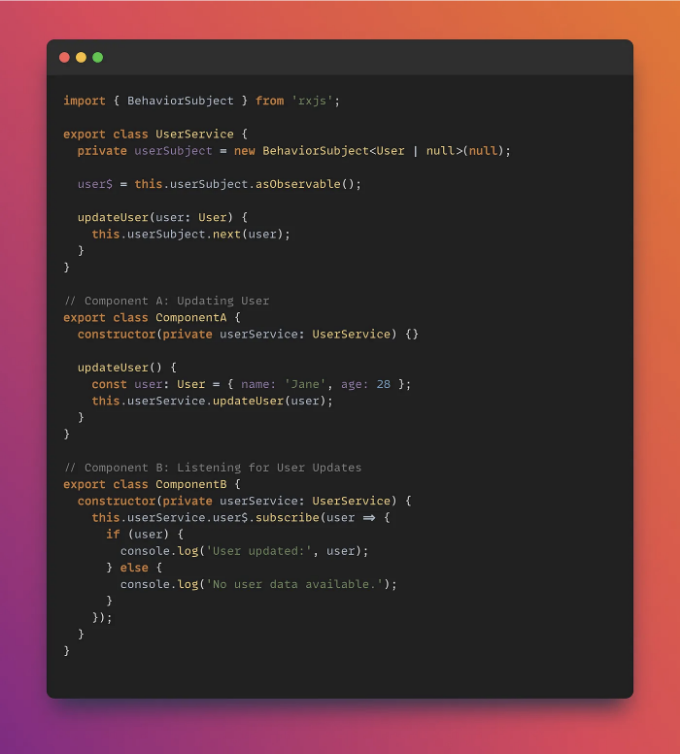 import { BehaviorSubject } from 'rxjs';
export class UserService {
private userSubject = new BehaviorSubject<User | null>(null);
user$ = this.userSubject.asObservable();
updateUser(user: User) {
this.userSubject.next(user);
}
}
// Component A: Updating User
export class ComponentA {
constructor(private userService: UserService) {}
updateUser() {
const user: User = { name: 'Jane', age: 28 };
this.userService.updateUser(user);
}
}
// Component B: Listening for User Updates
export class ComponentB {
constructor(private userService: UserService) {
this.userService.user$.subscribe(user => {
if (user) {
console.log('User updated:', user);
} else {
console.log('No user data available.');
}
});
}
}